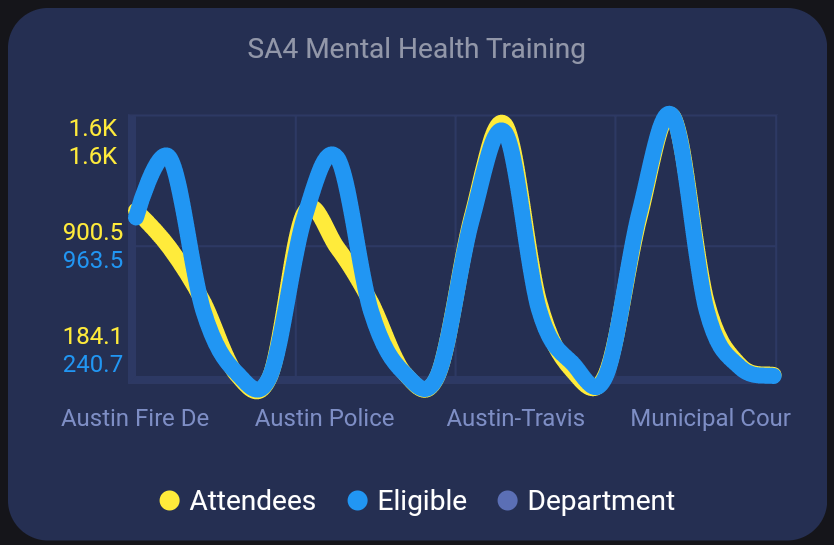 SA4 Mental Health Training
1.6K
1.6K
900.5
963.5
184.1
240.7
Austin Fire De Austin Police Austin-Travis Municipal Cour
Attendees Eligible Department